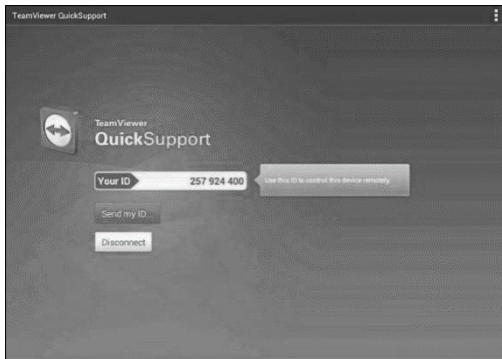 TeamViewer QuickSupport
TeamViewer
QuickSupport
Your ID
257 924 400
Use this ID to control this device remotely.
Send my ID...
Disconnect